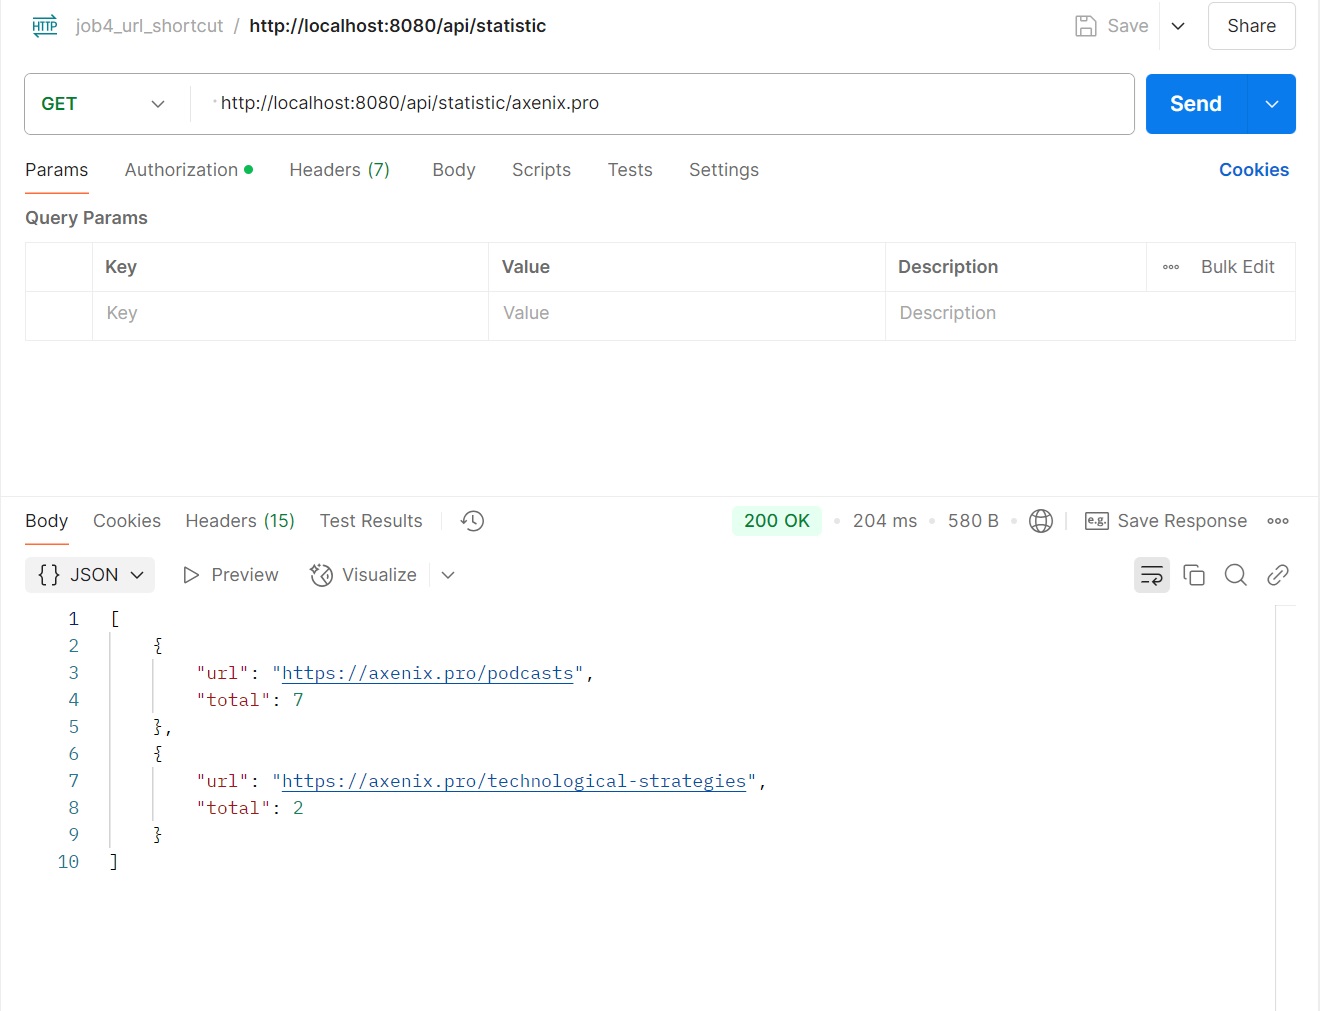 HTTP job4_url_shortcut / http://localhost:8080/api/statistic Save Share
GET http://localhost:8080/api/statistic/axenix.pro Send
Params Authorization Headers (7) Body Scripts Tests Settings Cookies
Query Params
Key Value Description Bulk Edit
Key Value Description
Body Cookies Headers (15) Test Results 200 OK 204 ms 580 B e.g. Save Response
{} JSON Preview Visualize
1 [
2 {
3 "url": "https://axenix.pro/podcasts",
4 "total": 7
5 },
6 {
7 "url": "https://axenix.pro/technological-strategies",
8 "total": 2
9 }
10 ]